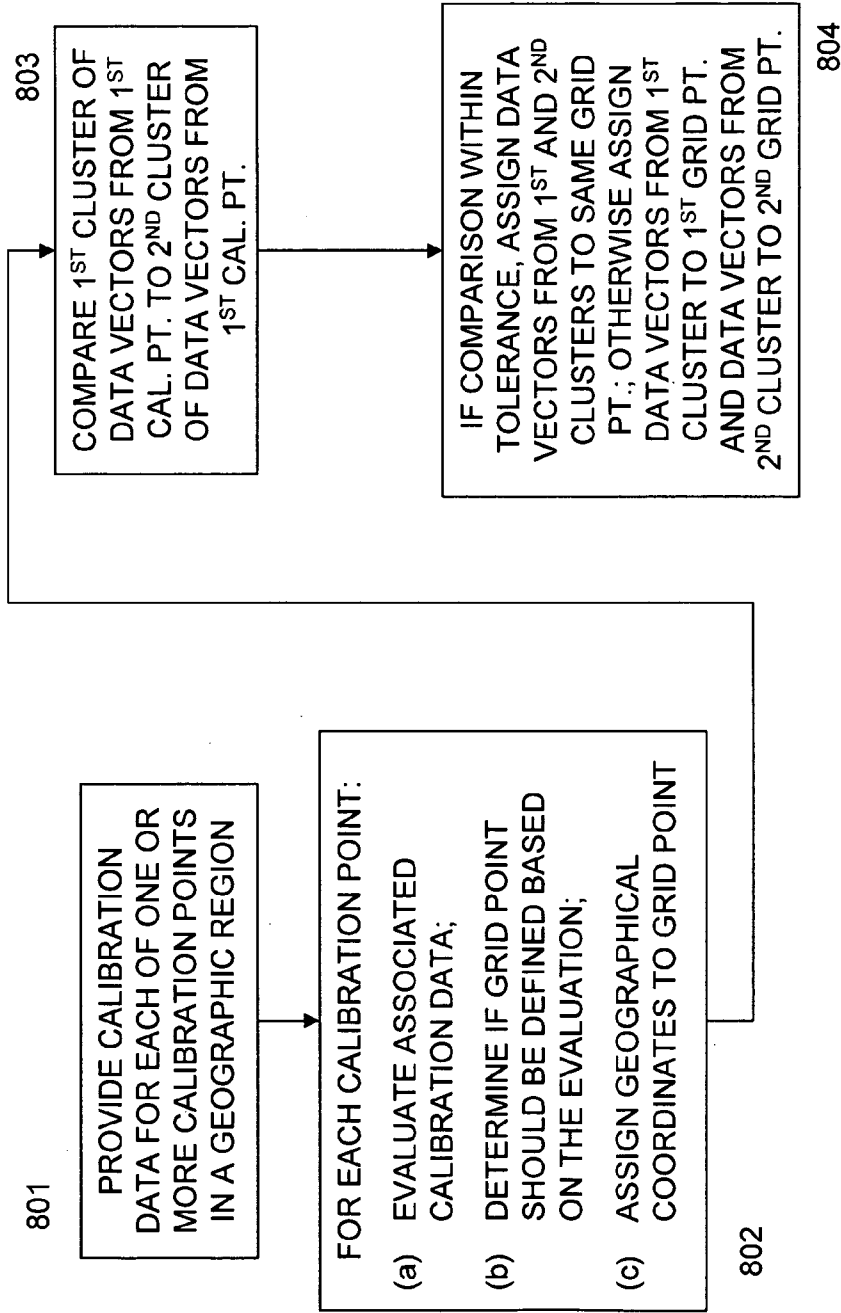 801
PROVIDE CALIBRATION
DATA FOR EACH OF ONE OR
MORE CALIBRATION POINTS
IN A GEOGRAPHIC REGION
FOR EACH CALIBRATION POINT:
(a) EVALUATE ASSOCIATED
CALIBRATION DATA;
(b) DETERMINE IF GRID POINT
SHOULD BE DEFINED BASED
ON THE EVALUATION;
(c) ASSIGN GEOGRAPHICAL
COORDINATES TO GRID POINT
802
803
COMPARE 1ST CLUSTER OF
DATA VECTORS FROM 1ST
CAL. PT. TO 2ND CLUSTER
OF DATA VECTORS FROM
1ST CAL. PT.
IF COMPARISON WITHIN
TOLERANCE, ASSIGN DATA
VECTORS FROM 1ST AND 2ND
CLUSTERS TO SAME GRID
PT.; OTHERWISE ASSIGN
DATA VECTORS FROM 1ST
CLUSTER TO 1ST GRID PT.
AND DATA VECTORS FROM
2ND CLUSTER TO 2ND GRID PT.
804